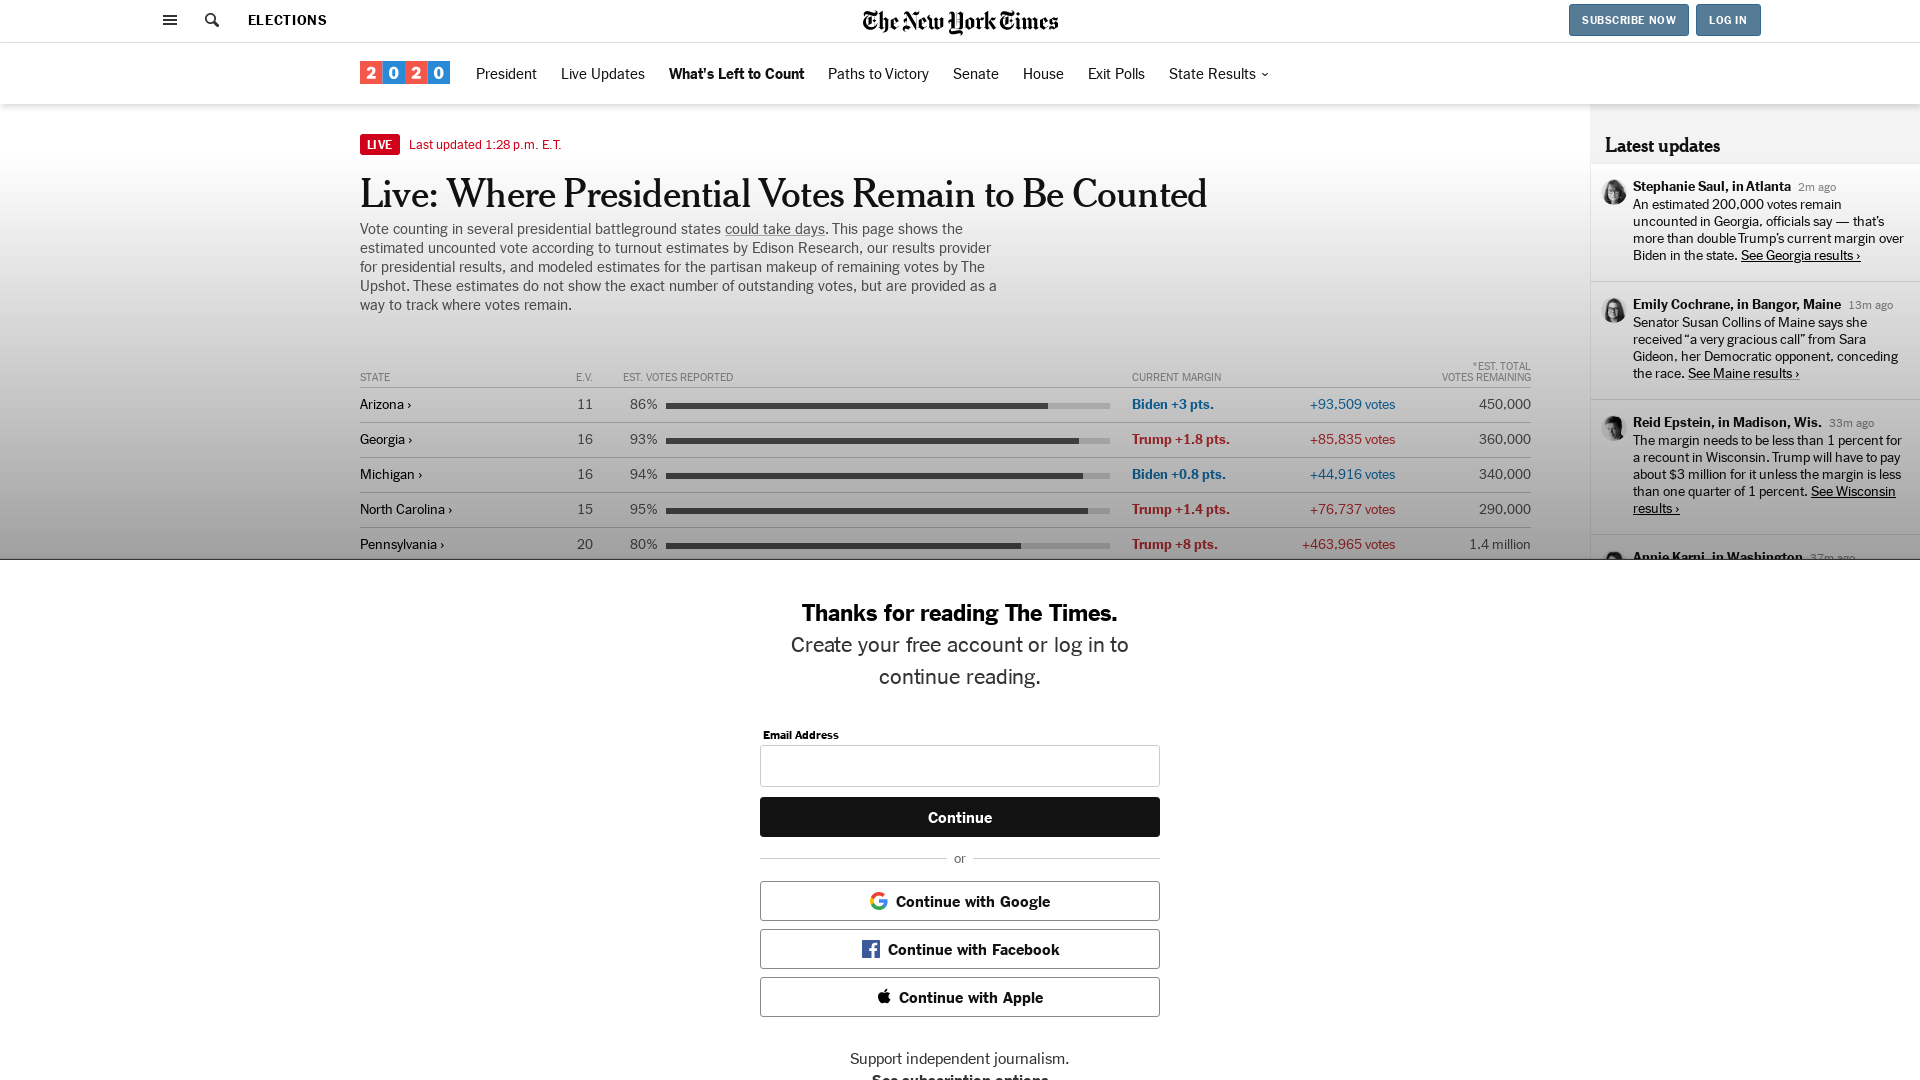 ELECTIONS
The New York Times
SUBSCRIBE NOW
LOG IN
2020
President
Live Updates
What's Left to Count
Paths to Victory
Senate
House
Exit Polls
State Results
LIVE
Last updated 1:28 p.m. E.T.
Live: Where Presidential Votes Remain to Be Counted
Vote counting in several presidential battleground states could take days. This page shows the
estimated uncounted vote according to turnout estimates by Edison Research, our results provider
for presidential results, and modeled estimates for the partisan makeup of remaining votes by The
Upshot. These estimates do not show the exact number of outstanding votes, but are provided as a
way to track where votes remain.
STATE E.V. EST. VOTES REPORTED CURRENT MARGIN *EST. TOTAL
VOTES REMAINING
Arizona › 11 86% Biden +3 pts. +93,509 votes 450,000
Georgia › 16 93% Trump +1.8 pts. +85,835 votes 360,000
Michigan › 16 94% Biden +0.8 pts. +44,916 votes 340,000
North Carolina › 15 95% Trump +1.4 pts. +76,737 votes 290,000
Pennsylvania › 20 80% Trump +8 pts. +463,965 votes 1.4 million
Latest updates
Stephanie Saul, in Atlanta 2m ago
An estimated 200,000 votes remain
uncounted in Georgia, officials say — that's
more than double Trump's current margin over
Biden in the state. See Georgia results ›
Emily Cochrane, in Bangor, Maine 13m ago
Senator Susan Collins of Maine says she
received “a very gracious call” from Sara
Gideon, her Democratic opponent, conceding
the race. See Maine results ›
Reid Epstein, in Madison, Wis. 33m ago
The margin needs to be less than 1 percent for
a recount in Wisconsin. Trump will have to pay
about $3 million for it unless the margin is less
than one quarter of 1 percent. See Wisconsin
results ›
Annie Karni, in Washington 37m ago
Thanks for reading The Times.
Create your free account or log in to
continue reading.
Email Address
Continue
or
Continue with Google
Continue with Facebook
Continue with Apple
Support independent journalism.
See subscription options